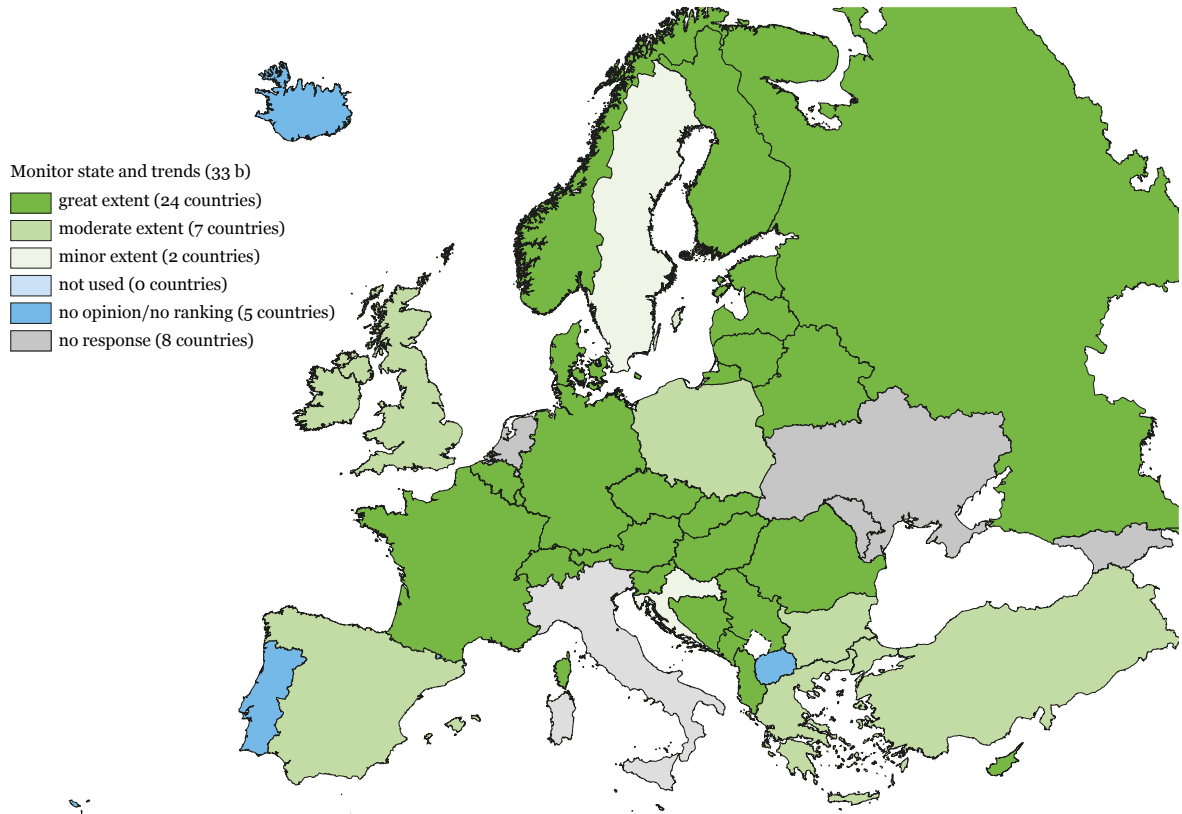 Monitor state and trends (33 b)
great extent (24 countries)
moderate extent (7 countries)
minor extent (2 countries)
not used (0 countries)
no opinion/no ranking (5 countries)
no response (8 countries)